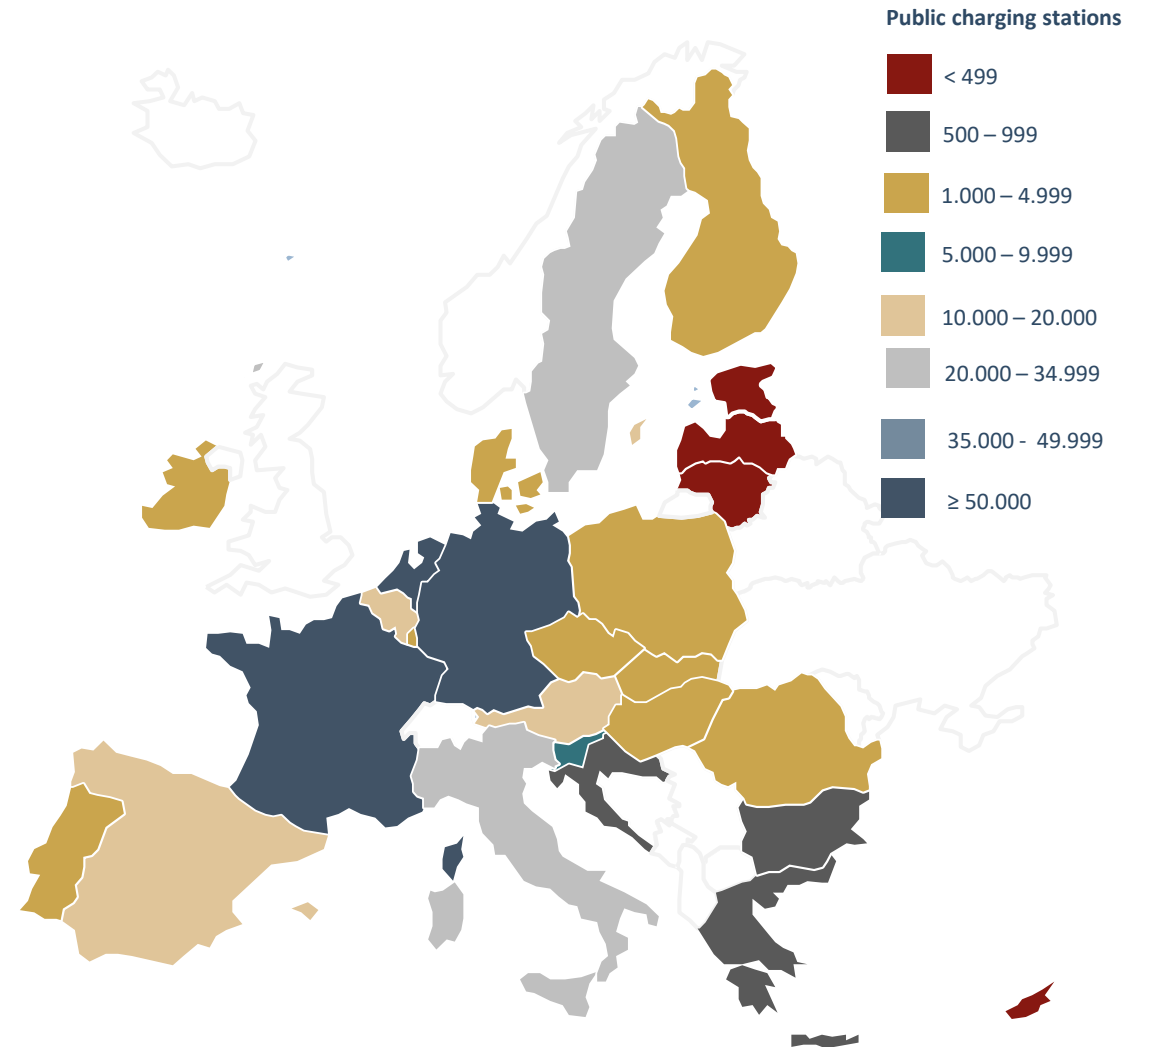 Public charging stations
< 499
500 – 999
1.000 – 4.999
5.000 – 9.999
10.000 – 20.000
20.000 – 34.999
35.000 - 49.999
≥ 50.000